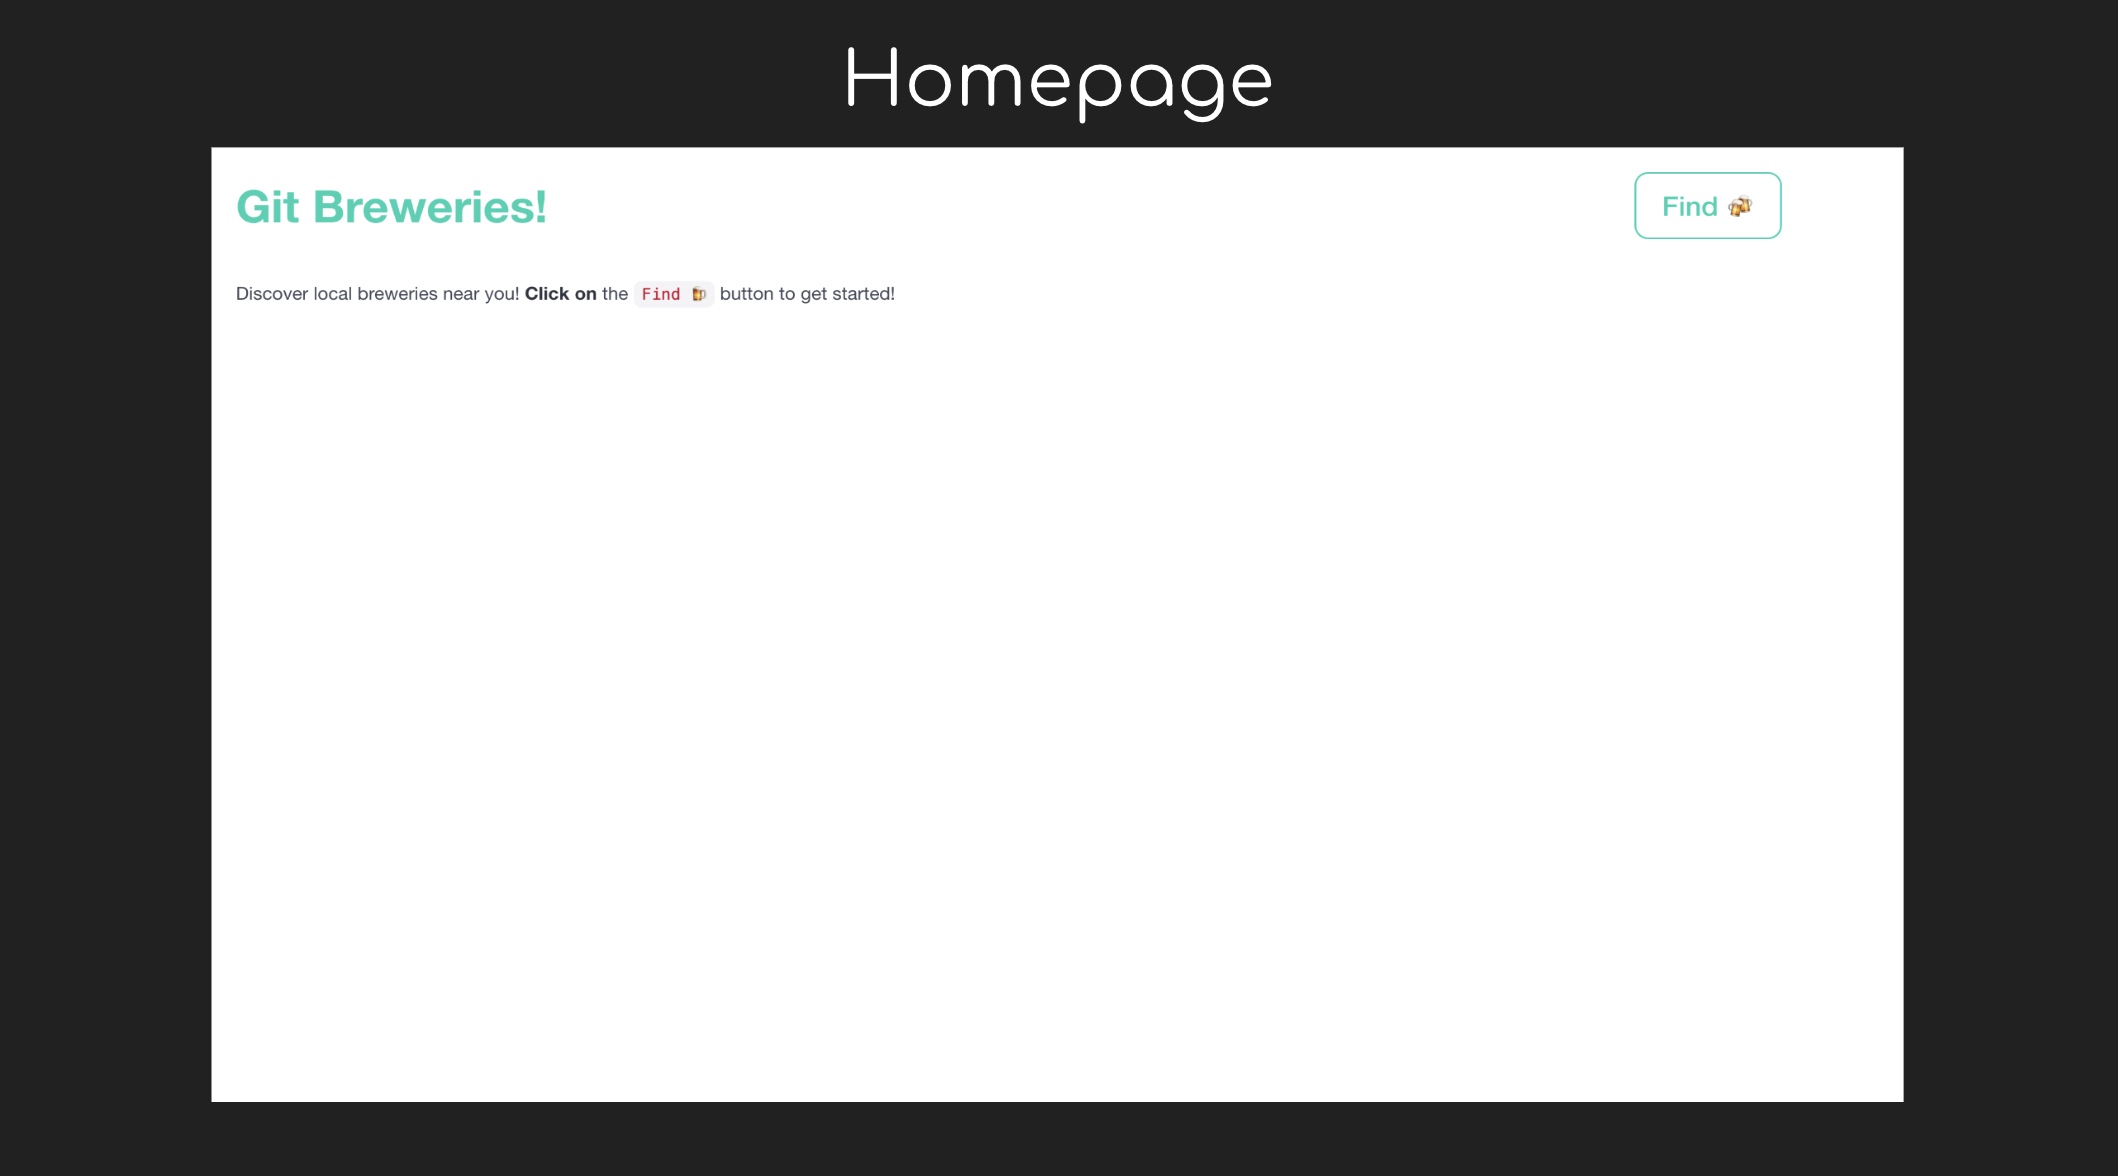 Homepage
Git Breweries!
Find 🍻
Discover local breweries near you! Click on the Find 🍺 button to get started!